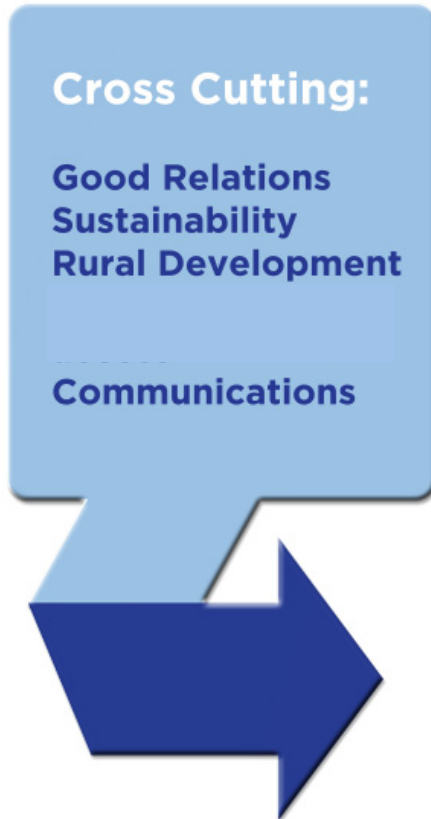 Cross Cutting:
Good Relations
Sustainability
Rural Development
Communications